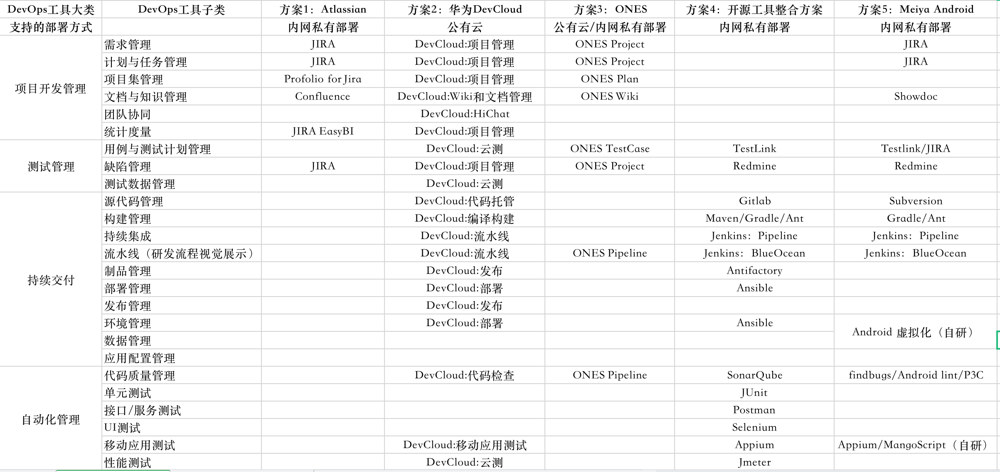 DevOps工具大类 DevOps工具子类 方案1：Atlassian 方案2：华为DevCloud 方案3：ONES 方案4：开源工具整合方案 方案5：Meiya Android
支持的部署方式 内网私有部署 公有云 公有云/内网私有部署 内网私有部署 内网私有部署
项目开发管理
需求管理 JIRA DevCloud:项目管理 ONES Project JIRA
计划与任务管理 JIRA DevCloud:项目管理 ONES Project JIRA
项目集管理 Profolio for Jira DevCloud:项目管理 ONES Plan
文档与知识管理 Confluence DevCloud:Wiki和文档管理 ONES Wiki Showdoc
团队协同 DevCloud:HiChat
统计度量 JIRA EasyBI DevCloud:项目管理
测试管理
用例与测试计划管理 DevCloud:云测 ONES TestCase TestLink Testlink/JIRA
缺陷管理 JIRA DevCloud:项目管理 ONES Project Redmine Redmine
测试数据管理 DevCloud:云测
持续交付
源代码管理 DevCloud:代码托管 Gitlab Subversion
构建管理 DevCloud:编译构建 Maven/Gradle/Ant Gradle/Ant
持续集成 DevCloud:流水线 Jenkins：Pipeline Jenkins：Pipeline
流水线（研发流程视觉展示） DevCloud:流水线 ONES Pipeline Jenkins：BlueOcean Jenkins：BlueOcean
制品管理 DevCloud:发布 Antifactory
部署管理 DevCloud:部署 Ansible
发布管理 DevCloud:发布
环境管理 DevCloud:部署 Ansible Android 虚拟化（自研）
数据管理
应用配置管理
自动化管理
代码质量管理 DevCloud:代码检查 ONES Pipeline SonarQube findbugs/Android lint/P3C
单元测试 JUnit
接口/服务测试 Postman
UI测试 Selenium
移动应用测试 DevCloud:移动应用测试 Appium Appium/MangoScript（自研）
性能测试 DevCloud:云测 Jmeter